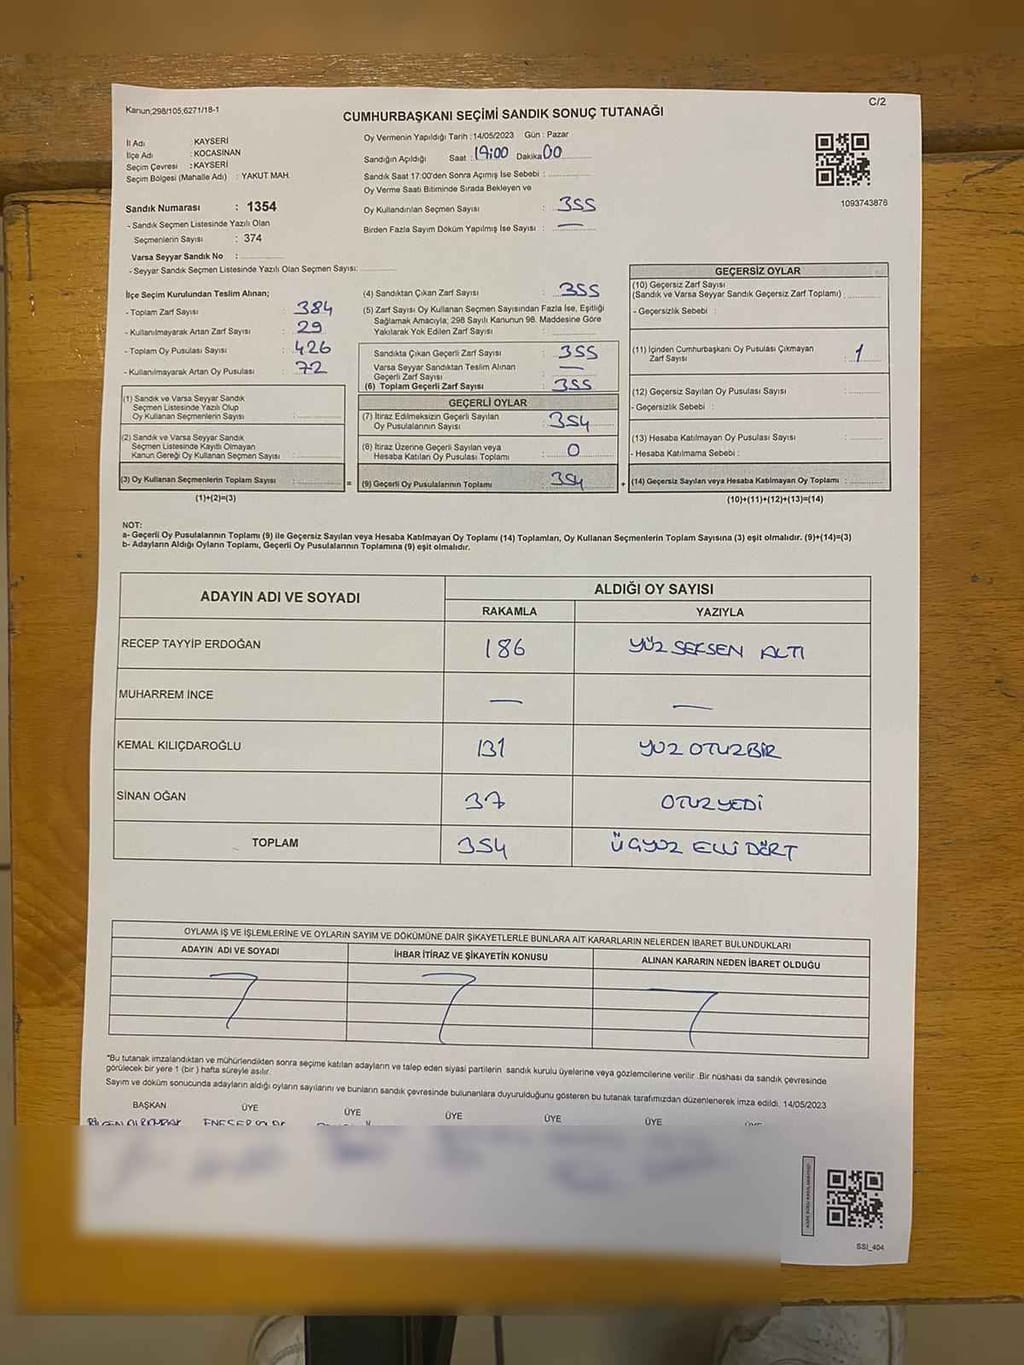 Kanun;298/105;6271/18-1
C/2
CUMHURBAŞKANI SEÇİMİ SANDIK SONUÇ TUTANAĞI
İl Adı : KAYSERİ
İlçe Adı : KOCASİNAN
Seçim Çevresi : KAYSERİ
Seçim Bölgesi (Mahalle Adı) : YAKUT MAH.
Oy Vermenin Yapıldığı Tarih : 14/05/2023 Gün : Pazar
Sandığın Açıldığı Saat : 19:00 Dakika 00
Sandık Saat 17:00'den Sonra Açımış İse Sebebi :
Oy Verme Saati Bitiminde Sırada Bekleyen ve
Oy Kullandırılan Seçmen Sayısı : 355
Birden Fazla Sayım Döküm Yapılmış İse Sayısı : —
1093743876
Sandık Numarası : 1354
- Sandık Seçmen Listesinde Yazılı Olan
Seçmenlerin Sayısı : 374
Varsa Seyyar Sandık No :
- Seyyar Sandık Seçmen Listesinde Yazılı Olan Seçmen Sayısı:
İlçe Seçim Kurulundan Teslim Alınan;
- Toplam Zarf Sayısı : 384
- Kullanılmayarak Artan Zarf Sayısı : 29
- Toplam Oy Pusulası Sayısı : 426
- Kullanılmayarak Artan Oy Pusulası : 72
(1) Sandık ve Varsa Seyyar Sandık
Seçmen Listesinde Yazılı Olup
Oy Kullanan Seçmenlerin Sayısı :
(2) Sandık ve Varsa Seyyar Sandık
Seçmen Listesinde Kayıtlı Olmayan
Kanun Gereği Oy Kullanan Seçmen Sayısı :
(3) Oy Kullanan Seçmenlerin Toplam Sayısı :
(1)+(2)=(3)
(4) Sandıktan Çıkan Zarf Sayısı : 355
(5) Zarf Sayısı Oy Kullanan Seçmen Sayısından Fazla İse, Eşitliği
Sağlamak Amacıyla; 298 Sayılı Kanunun 98. Maddesine Göre
Yakılarak Yok Edilen Zarf Sayısı :
Sandıkta Çıkan Geçerli Zarf Sayısı : 355
Varsa Seyyar Sandıktan Teslim Alınan
Geçerli Zarf Sayısı : —
(6) Toplam Geçerli Zarf Sayısı : 355
GEÇERLİ OYLAR
(7) İtiraz Edilmeksizin Geçerli Sayılan
Oy Pusulalarının Sayısı : 354
(8) İtiraz Üzerine Geçerli Sayılan veya
Hesaba Katılan Oy Pusulası Toplamı : 0
(9) Geçerli Oy Pusulalarının Toplamı : 354
=
+
GEÇERSİZ OYLAR
(10) Geçersiz Zarf Sayısı
(Sandık ve Varsa Seyyar Sandık Geçersiz Zarf Toplamı) :
- Geçersizlik Sebebi :
(11) İçinden Cumhurbaşkanı Oy Pusulası Çıkmayan
Zarf Sayısı : 1
(12) Geçersiz Sayılan Oy Pusulası Sayısı :
- Geçersizlik Sebebi :
(13) Hesaba Katılmayan Oy Pusulası Sayısı :
- Hesaba Katılmama Sebebi :
(14) Geçersiz Sayılan veya Hesaba Katılmayan Oy Toplamı :
(10)+(11)+(12)+(13)=(14)
NOT:
a- Geçerli Oy Pusulalarının Toplamı (9) ile Geçersiz Sayılan veya Hesaba Katılmayan Oy Toplamı (14) Toplamları, Oy Kullanan Seçmenlerin Toplam Sayısına (3) eşit olmalıdır. (9)+(14)=(3)
b- Adayların Aldığı Oyların Toplamı, Geçerli Oy Pusulalarının Toplamına (9) eşit olmalıdır.
ADAYIN ADI VE SOYADI
ALDIĞI OY SAYISI
RAKAMLA YAZIYLA
RECEP TAYYİP ERDOĞAN 186 YÜZ SEKSEN ALTI
MUHARREM İNCE — —
KEMAL KILIÇDAROĞLU 131 YÜZ OTUZBİR
SİNAN OĞAN 37 OTUZYEDİ
TOPLAM 354 ÜÇYÜZ ELLİ DÖRT
OYLAMA İŞ VE İŞLEMLERİNE VE OYLARIN SAYIM VE DÖKÜMÜNE DAİR ŞİKAYETLERLE BUNLARA AİT KARARLARIN NELERDEN İBARET BULUNDUKLARI
ADAYIN ADI VE SOYADI İHBAR İTİRAZ VE ŞİKAYETİN KONUSU ALINAN KARARIN NEDEN İBARET OLDUĞU
*Bu tutanak imzalandıktan ve mühürlendikten sonra seçime katılan adayların ve talep eden siyasi partilerin sandık kurulu üyelerine veya gözlemcilerine verilir. Bir nüshası da sandık çevresinde
görülecek bir yere 1 (bir) hafta süreyle asılır.
Sayım ve döküm sonucunda adayların aldığı oyların sayılarını ve bunların sandık çevresinde bulunanlara duyurulduğunu gösteren bu tutanak tarafımızdan düzenlenerek imza edildi. 14/05/2023
BAŞKAN ÜYE ÜYE ÜYE ÜYE ÜYE
SSI_404